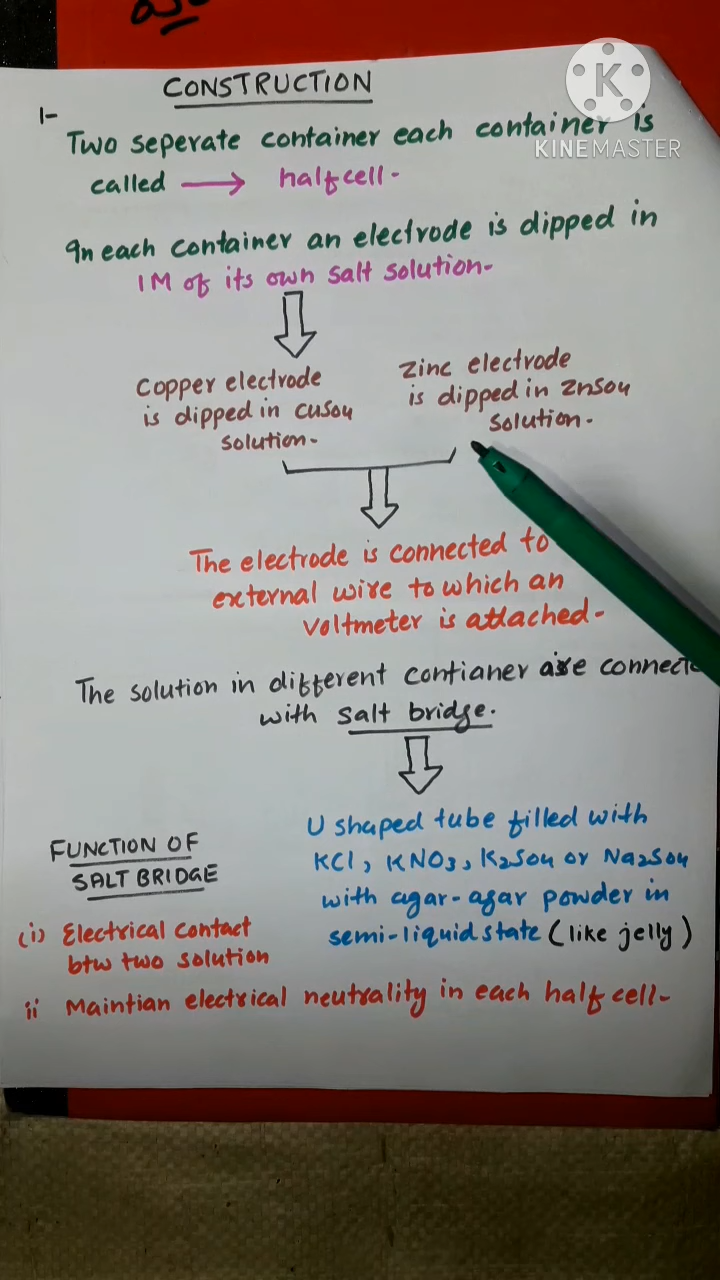 CONSTRUCTION
1-
K
KINEMASTER
Two seperate container each container is
called → half cell-
In each container an electrode is dipped in
1M of its own salt solution-
Copper electrode
is dipped in CuSO4
solution-
Zinc electrode
is dipped in ZnSO4
solution-
The electrode is connected to
external wire to which an
voltmeter is attached-
The solution in different contianer are connecte
with salt bridge.
U shaped tube filled with
KCl, KNO3, K2SO4 or Na2SO4
with agar-agar powder in
semi-liquid state (like jelly)
FUNCTION OF
SALT BRIDGE
(i) Electrical contact
btw two solution
ii Maintian electrical neutrality in each half cell-